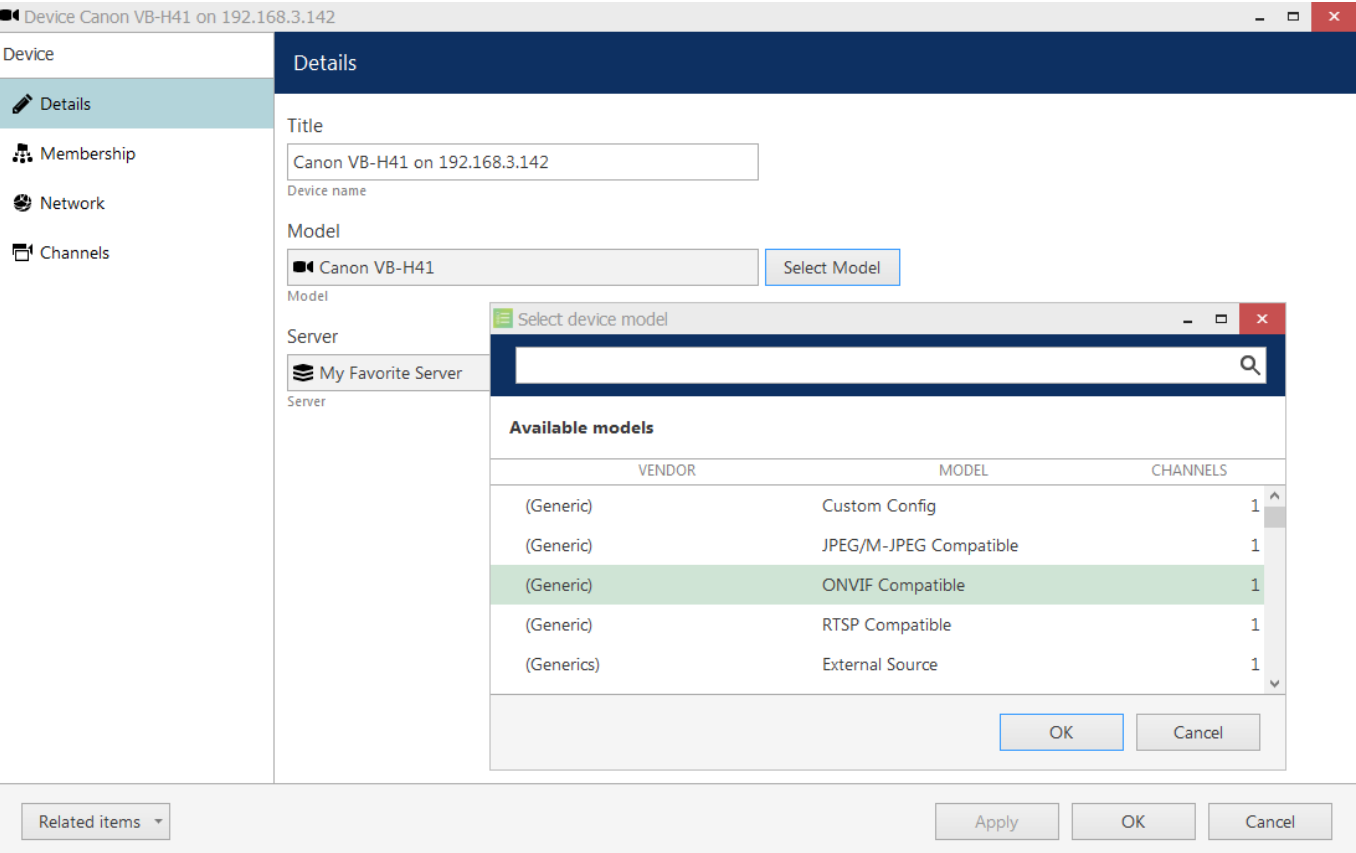 Device Canon VB-H41 on 192.168.3.142
Device
Details
Membership
Network
Channels
Details
Title
Canon VB-H41 on 192.168.3.142
Device name
Model
Canon VB-H41
Select Model
Model
Server
My Favorite Server
Server
Select device model
Available models
VENDOR MODEL CHANNELS
(Generic) Custom Config 1
(Generic) JPEG/M-JPEG Compatible 1
(Generic) ONVIF Compatible 1
(Generic) RTSP Compatible 1
(Generics) External Source 1
OK Cancel
Related items Apply OK Cancel